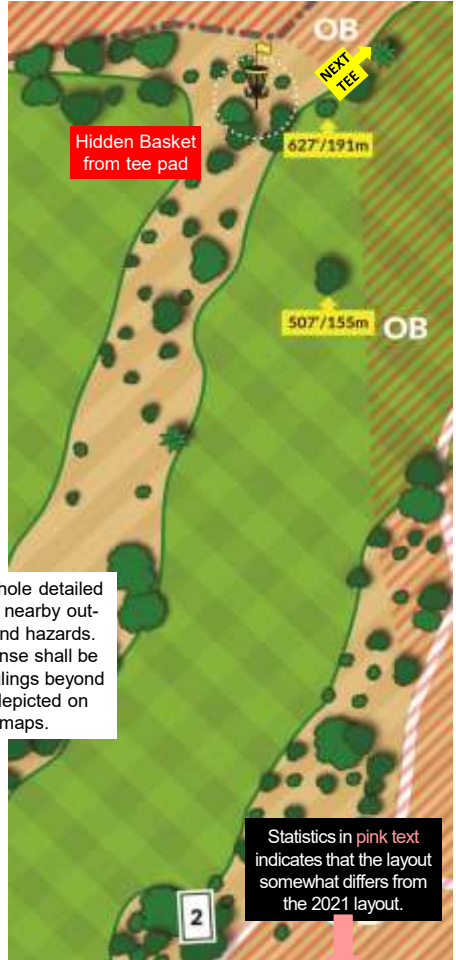 OB
NEXT
TEE
Hidden Basket
from tee pad
627'/191m
507'/155m
OB
hole detailed
nearby out-
nd hazards.
nse shall be
lings beyond
depicted on
maps.
Statistics in pink text
indicates that the layout
somewhat differs from
the 2021 layout.
2